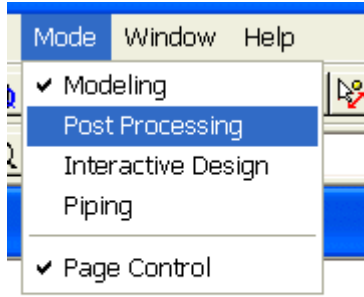 Mode Window Help
Modeling
Post Processing
Interactive Design
Piping
Page Control